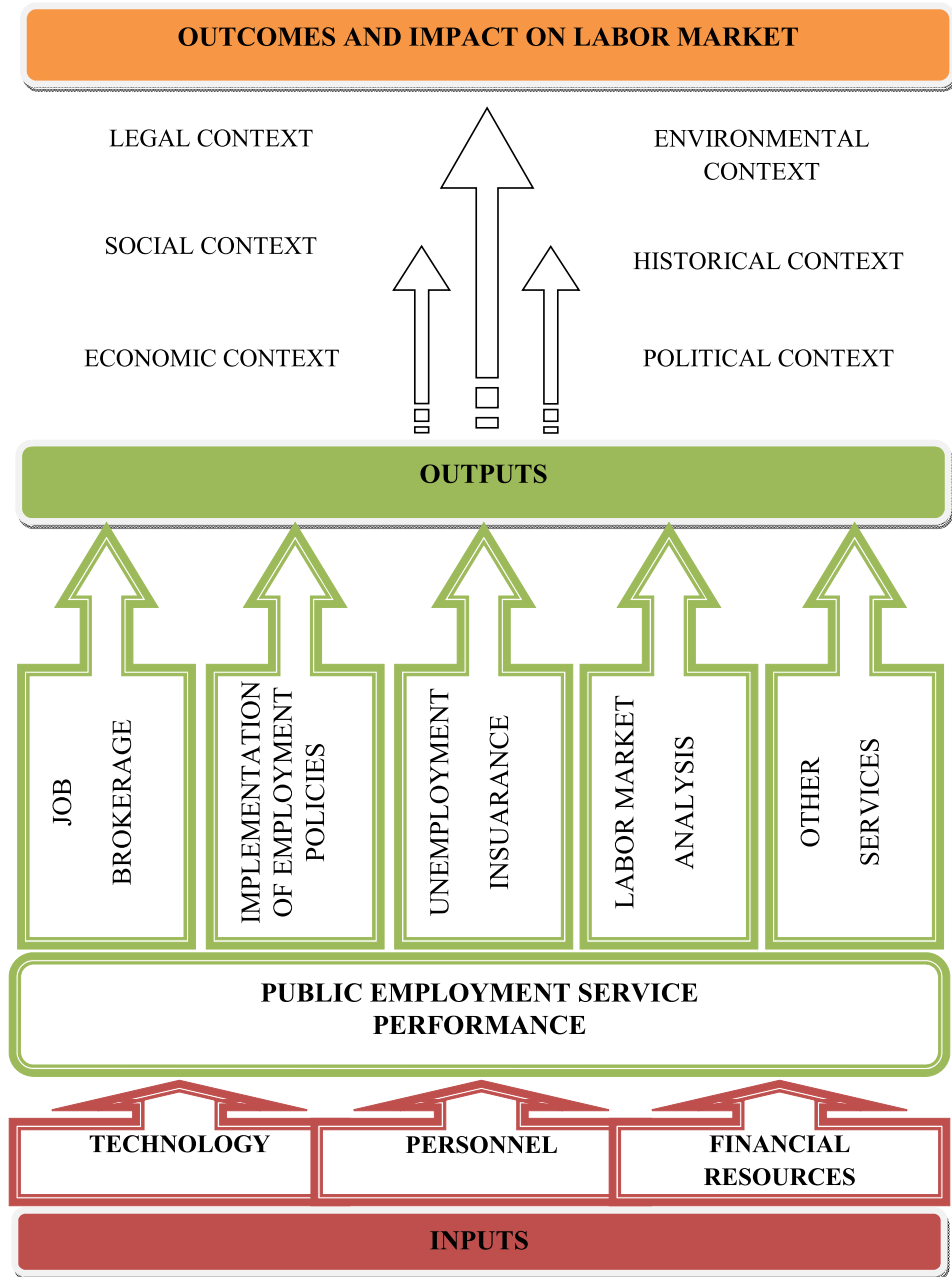 OUTCOMES AND IMPACT ON LABOR MARKET
LEGAL CONTEXT
ENVIRONMENTAL
CONTEXT
SOCIAL CONTEXT
HISTORICAL CONTEXT
ECONOMIC CONTEXT
POLITICAL CONTEXT
OUTPUTS
JOB
BROKERAGE
IMPLEMENTATION
OF EMPLOYMENT
POLICIES
UNEMPLOYMENT
INSUARANCE
LABOR MARKET
ANALYSIS
OTHER
SERVICES
PUBLIC EMPLOYMENT SERVICE
PERFORMANCE
TECHNOLOGY
PERSONNEL
FINANCIAL
RESOURCES
INPUTS